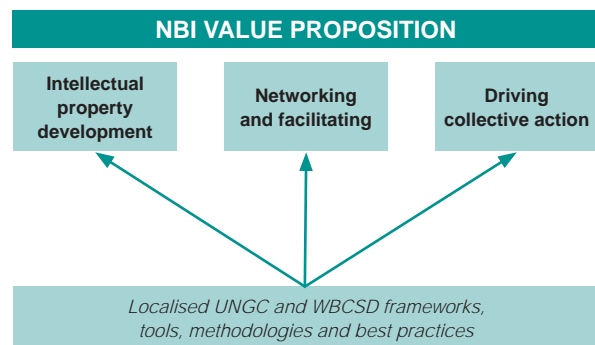 NBI VALUE PROPOSITION
Intellectual
property
development
Networking
and facilitating
Driving
collective action
Localised UNGC and WBCSD frameworks,
tools, methodologies and best practices